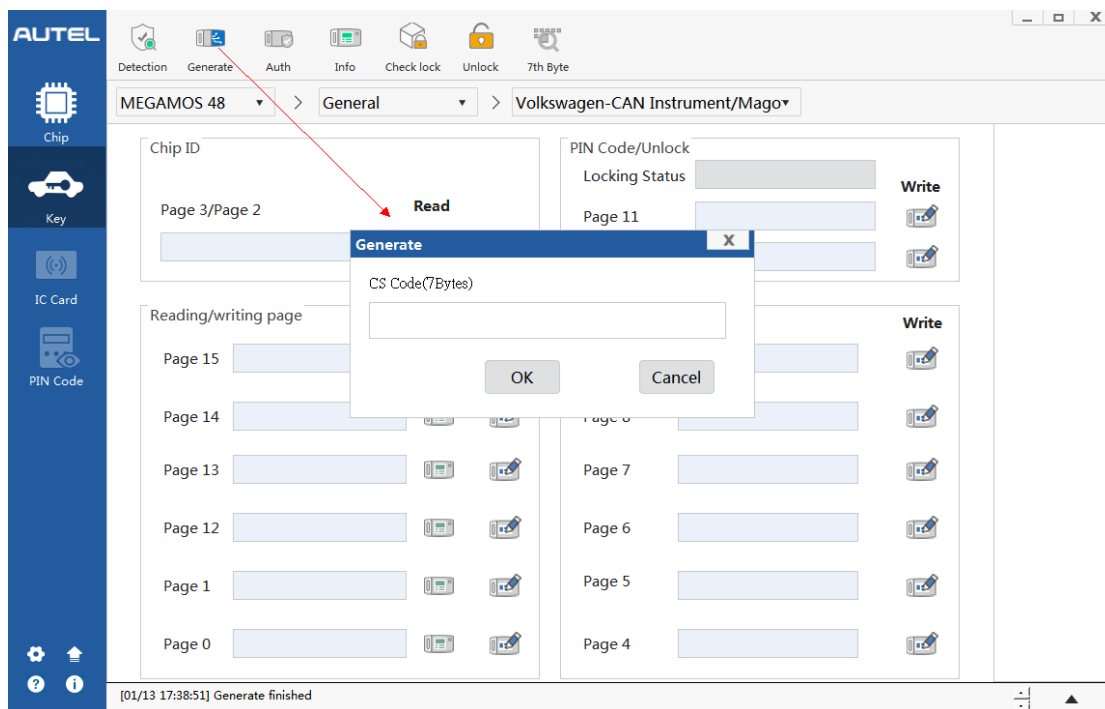 AUTEL
Detection Generate Auth Info Check lock Unlock 7th Byte
MEGAMOS 48 > General > Volkswagen-CAN Instrument/Mago
Chip
Key
IC Card
PIN Code
Chip ID
Page 3/Page 2 Read
PIN Code/Unlock
Locking Status
Write
Page 11
Generate X
CS Code(7Bytes)
OK Cancel
Reading/writing page
Write
Page 15
Page 14
Page 13
Page 12
Page 1
Page 0
Page 7
Page 6
Page 5
Page 4
[01/13 17:38:51] Generate finished